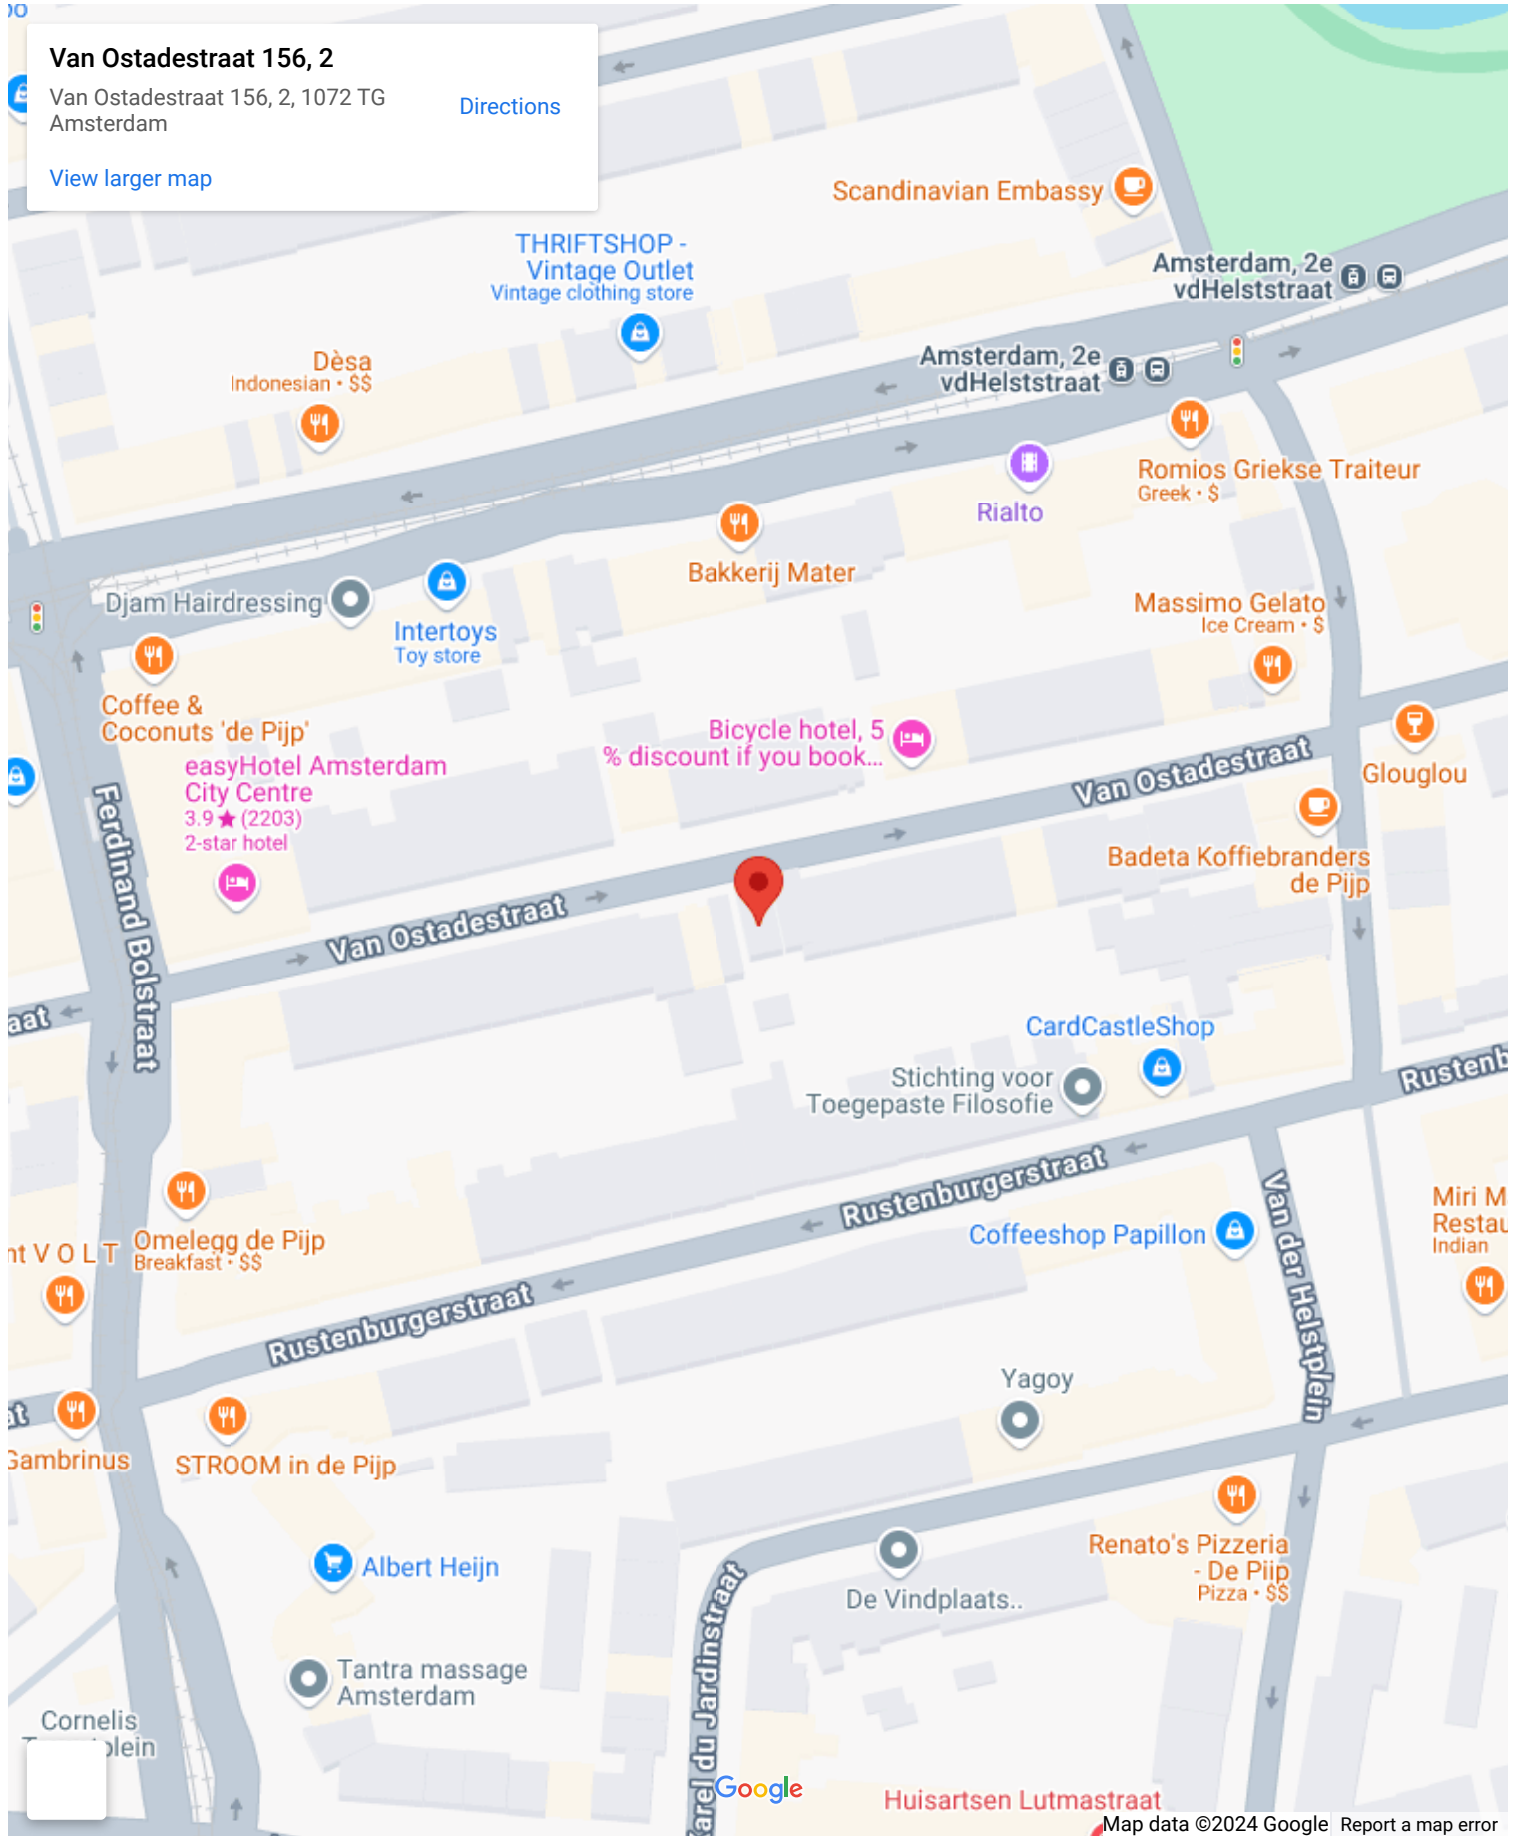 Van Ostadestraat 156, 2
Van Ostadestraat 156, 2, 1072 TG
Amsterdam
Directions
View larger map
Scandinavian Embassy
THRIFTSHOP -
Vintage Outlet
Vintage clothing store
Amsterdam, 2e
vdHelststraat
Amsterdam, 2e
vdHelststraat
Dèsa
Indonesian • $$
Romios Griekse Traiteur
Greek • $
Rialto
Bakkerij Mater
Djam Hairdressing
Intertoys
Toy store
Massimo Gelato
Ice Cream • $
Coffee &
Coconuts 'de Pijp'
Bicycle hotel, 5
% discount if you book...
easyHotel Amsterdam
City Centre
3.9★(2203)
2-star hotel
Van Ostadestraat
Glouglou
Ferdinand Bolstraat
Badeta Koffiebranders
de Pijp
Van Ostadestraat
aat
CardCastleShop
Stichting voor
Toegepaste Filosofie
Rustenb
Rustenburgerstraat
Van der Helstplein
Coffeeshop Papillon
Miri M
Restau
Indian
Omelegg de Pijp
Breakfast • $$
nt V O L T
Rustenburgerstraat
Yagoy
at
Gambrinus
STROOM in de Pijp
Renato's Pizzeria
- De Pijp
Pizza • $$
Albert Heijn
De Vindplaats..
Karel du Jardinstraat
Tantra massage
Amsterdam
Cornelis
plein
Google
Huisartsen Lutmastraat
Map data ©2024 Google
Report a map error